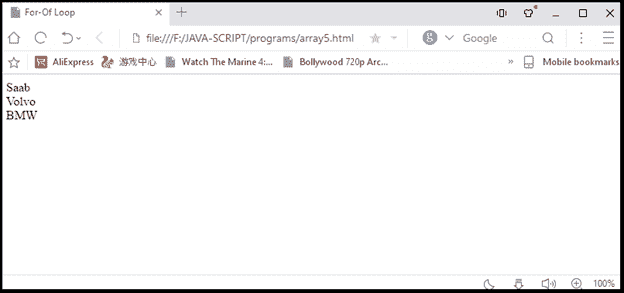 For-Of Loop
file:///F:/JAVA-SCRIPT/programs/array5.html
g Google
AliExpress 游戏中心 Watch The Marine 4:... Bollywood 720p Arc... » Mobile bookmarks
Saab
Volvo
BMW
100%